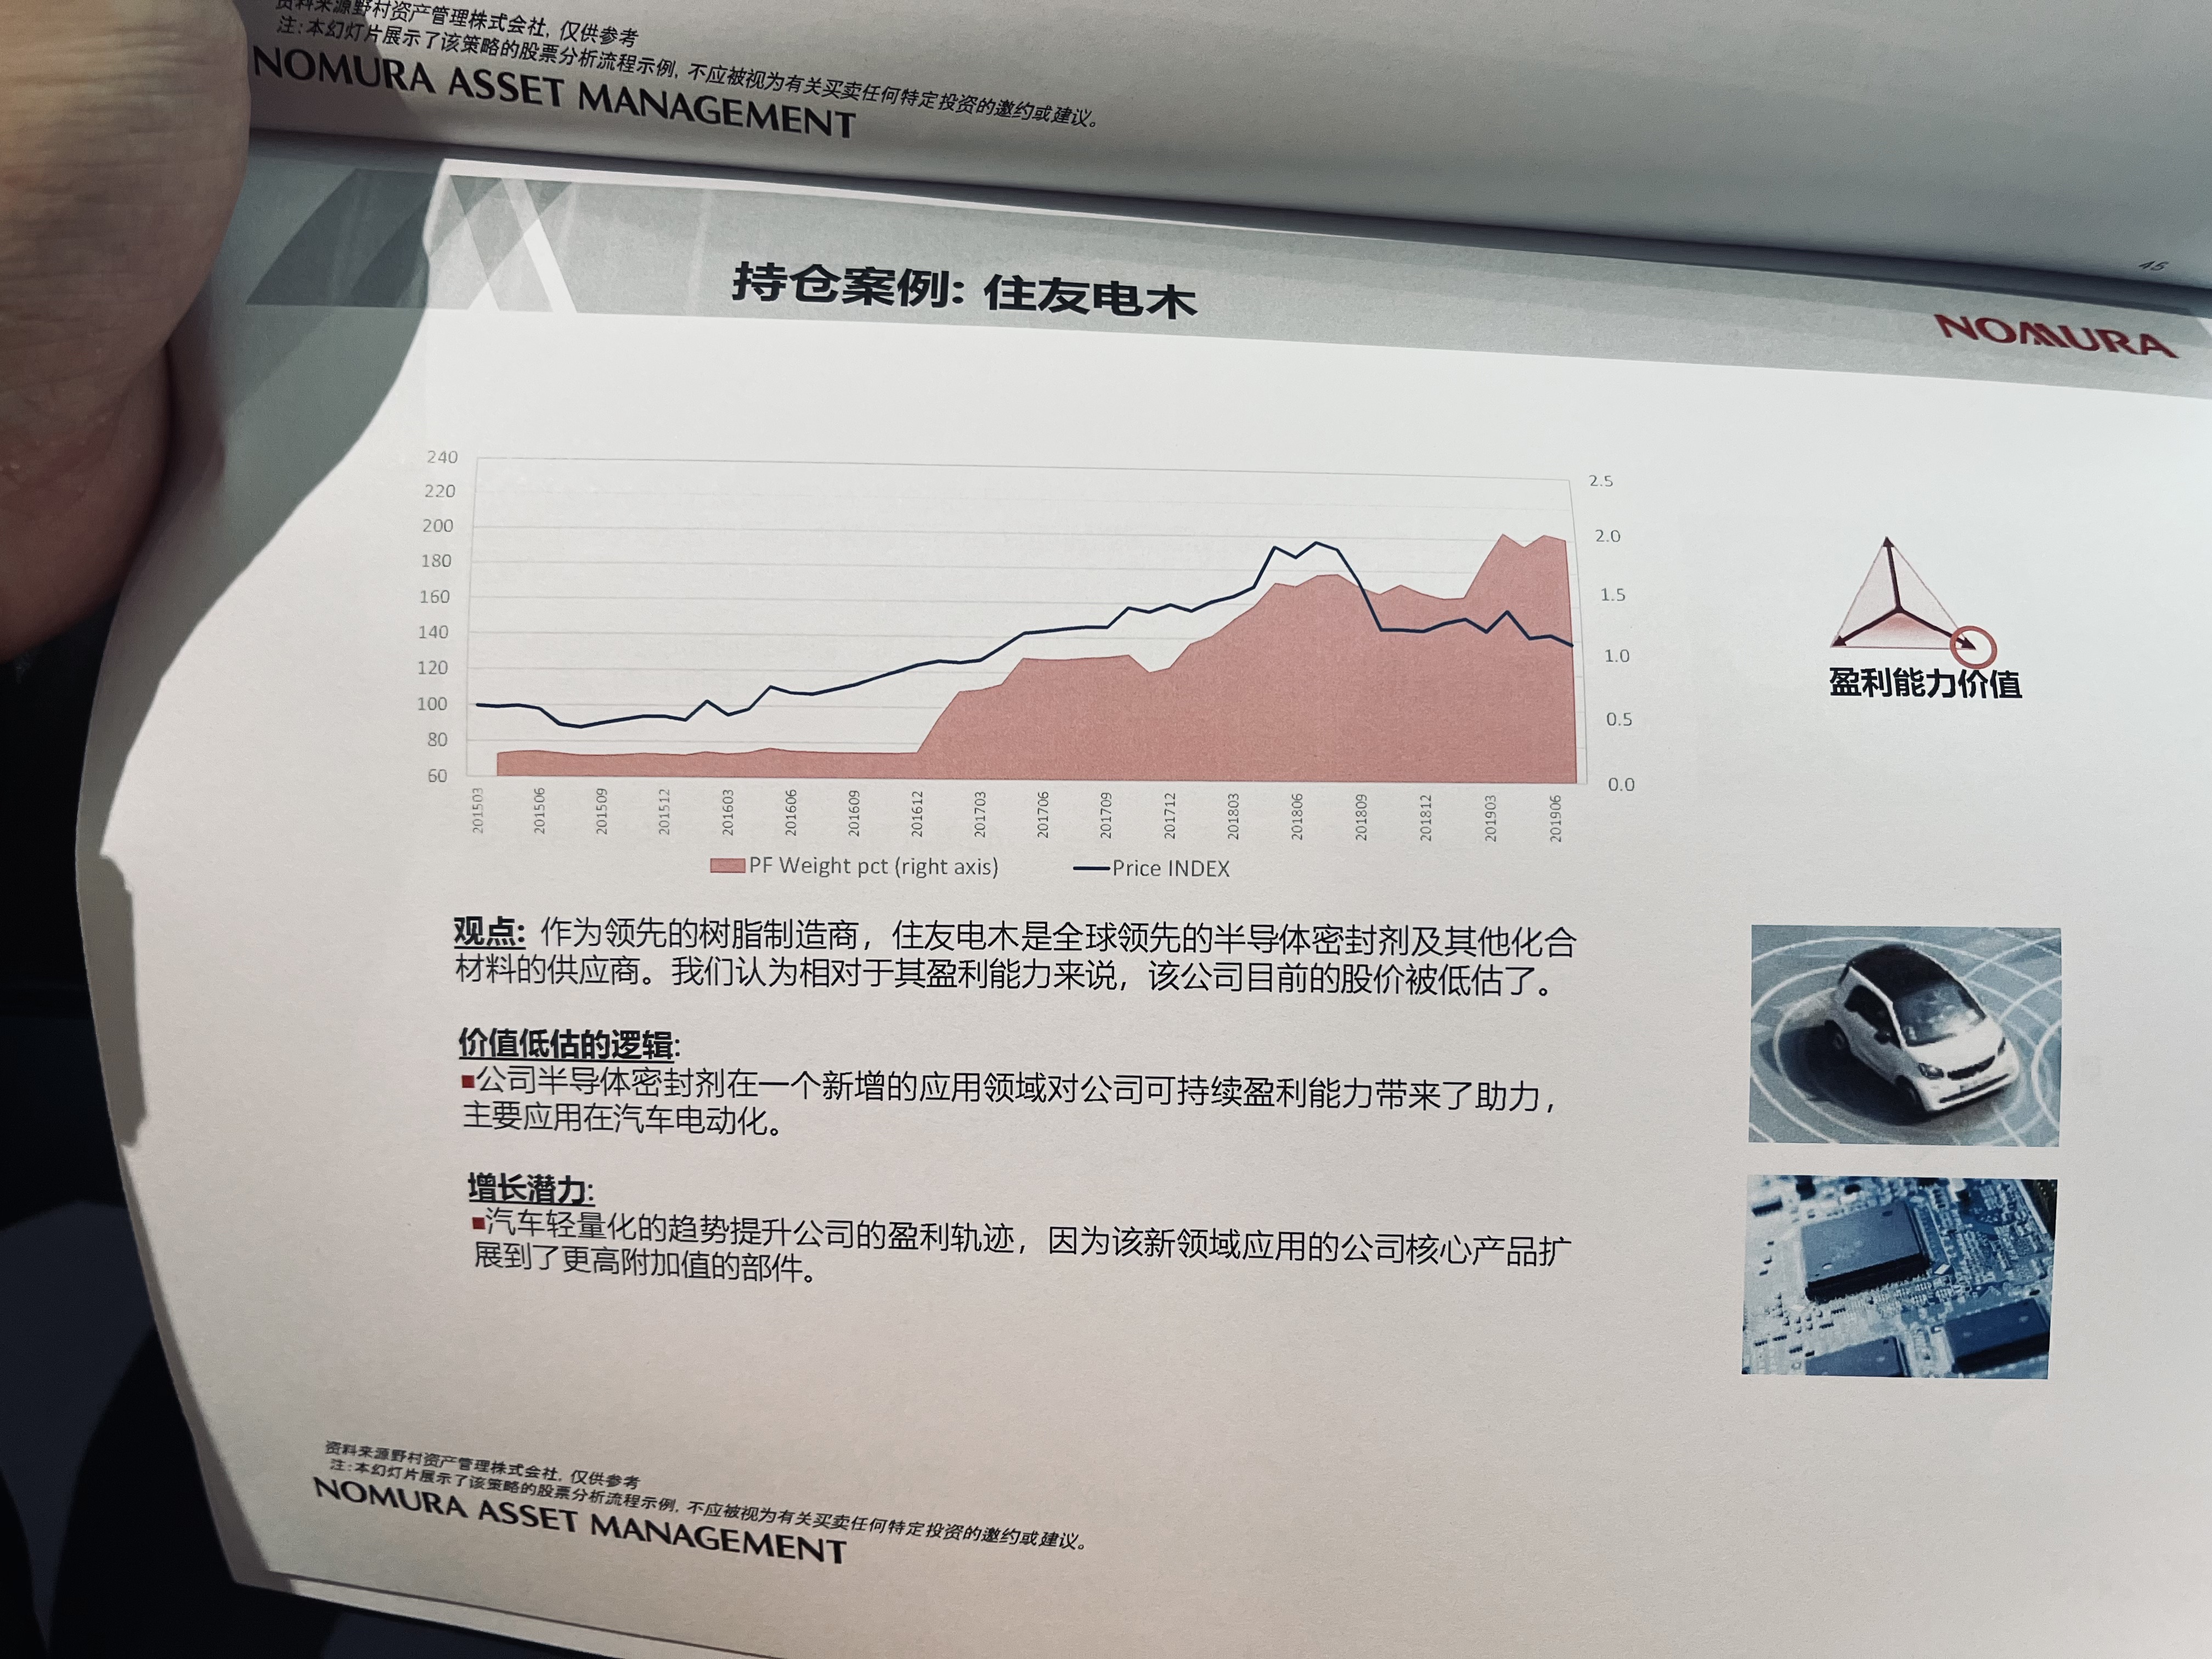 资料来源野村资产管理株式会社, 仅供参考
注: 本幻灯片展示了该策略的股票分析流程示例, 不应被视为有关买卖任何特定投资的邀约或建议。
NOMURA ASSET MANAGEMENT
45
持仓案例: 住友电木
NOMURA
240
220
200
180
160
140
120
100
80
60
2.5
2.0
1.5
1.0
0.5
0.0
201503
201506
201509
201512
201603
201606
201609
201612
201703
201706
201709
201712
201803
201806
201809
201812
201903
201906
PF Weight pct (right axis)
Price INDEX
盈利能力价值
观点: 作为领先的树脂制造商，住友电木是全球领先的半导体密封剂及其他化合
材料的供应商。我们认为相对于其盈利能力来说，该公司目前的股价被低估了。
价值低估的逻辑:
■公司半导体密封剂在一个新增的应用领域对公司可持续盈利能力带来了助力，
主要应用在汽车电动化。
增长潜力:
■汽车轻量化的趋势提升公司的盈利轨迹，因为该新领域应用的公司核心产品扩
展到了更高附加值的部件。
资料来源野村资产管理株式会社, 仅供参考
注: 本幻灯片展示了该策略的股票分析流程示例, 不应被视为有关买卖任何特定投资的邀约或建议。
NOMURA ASSET MANAGEMENT